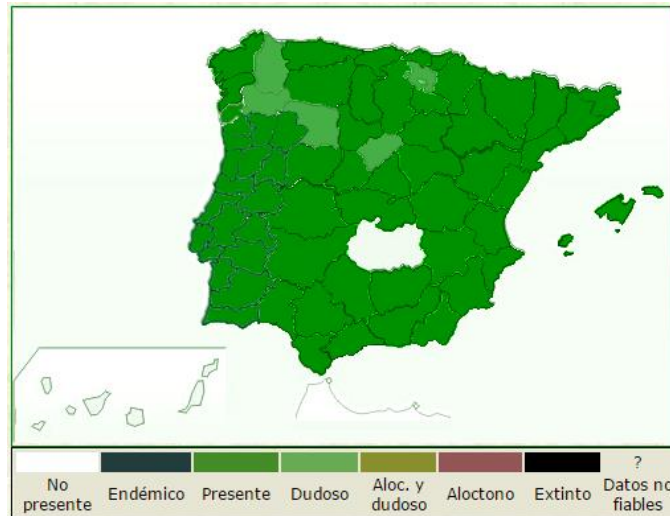 ?
No presente
Endémico
Presente
Dudoso
Aloc. y dudoso
Aloctono
Extinto
Datos no fiables